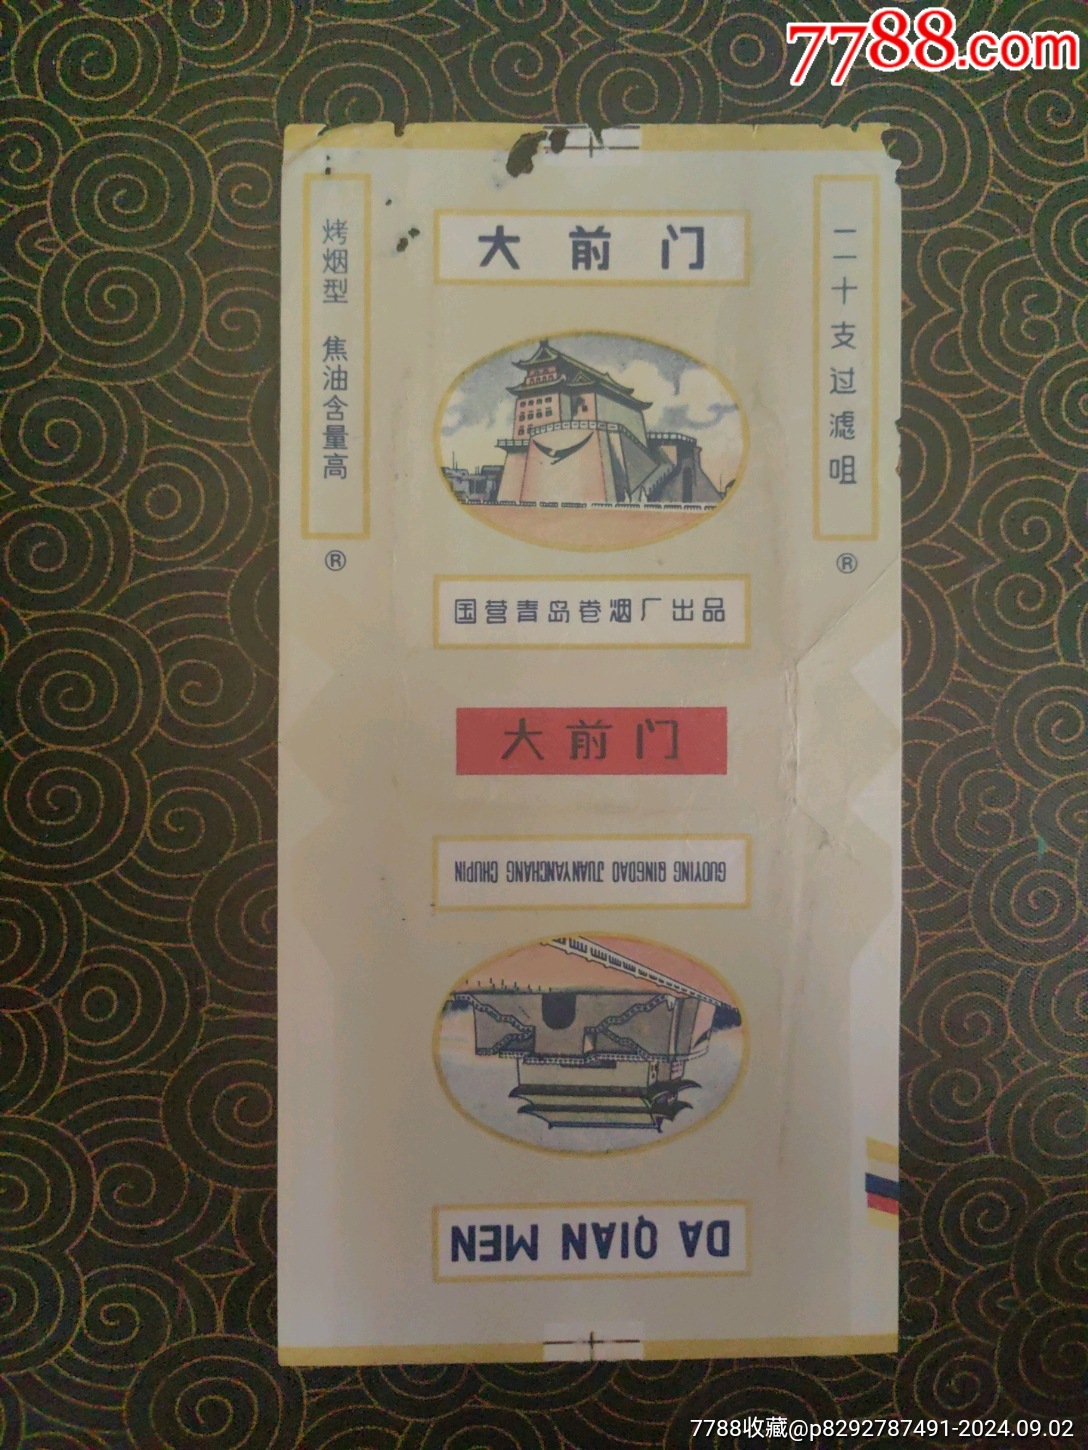 7788.com
大前门
烤烟型 焦油含量高
二十支过滤咀
®
®
国营青岛卷烟厂出品
大前门
GUOYING QINGDAO JUANYANCHANG CHUPIN
DA QIAN MEN
7788收藏@p8292787491-2024.09.02